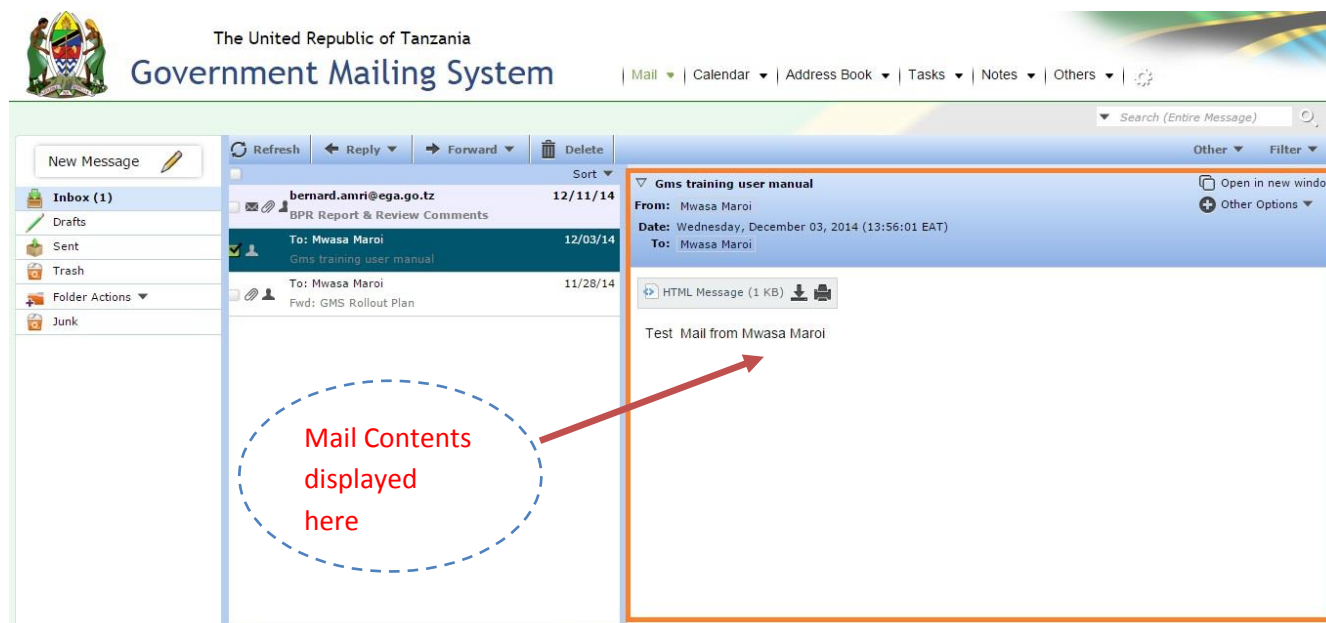 The United Republic of Tanzania
Government Mailing System
Mail | Calendar | Address Book | Tasks | Notes | Others
Search (Entire Message)
New Message
Inbox (1)
Drafts
Sent
Trash
Folder Actions
Junk
Refresh Reply Forward Delete
Other Filter
Sort
bernard.amri@ega.go.tz 12/11/14
BPR Report & Review Comments
To: Mwasa Maroi 12/03/14
Gms training user manual
To: Mwasa Maroi 11/28/14
Fwd: GMS Rollout Plan
Gms training user manual
Open in new windo
From: Mwasa Maroi
Other Options
Date: Wednesday, December 03, 2014 (13:56:01 EAT)
To: Mwasa Maroi
HTML Message (1 KB)
Test Mail from Mwasa Maroi
Mail Contents
displayed
here